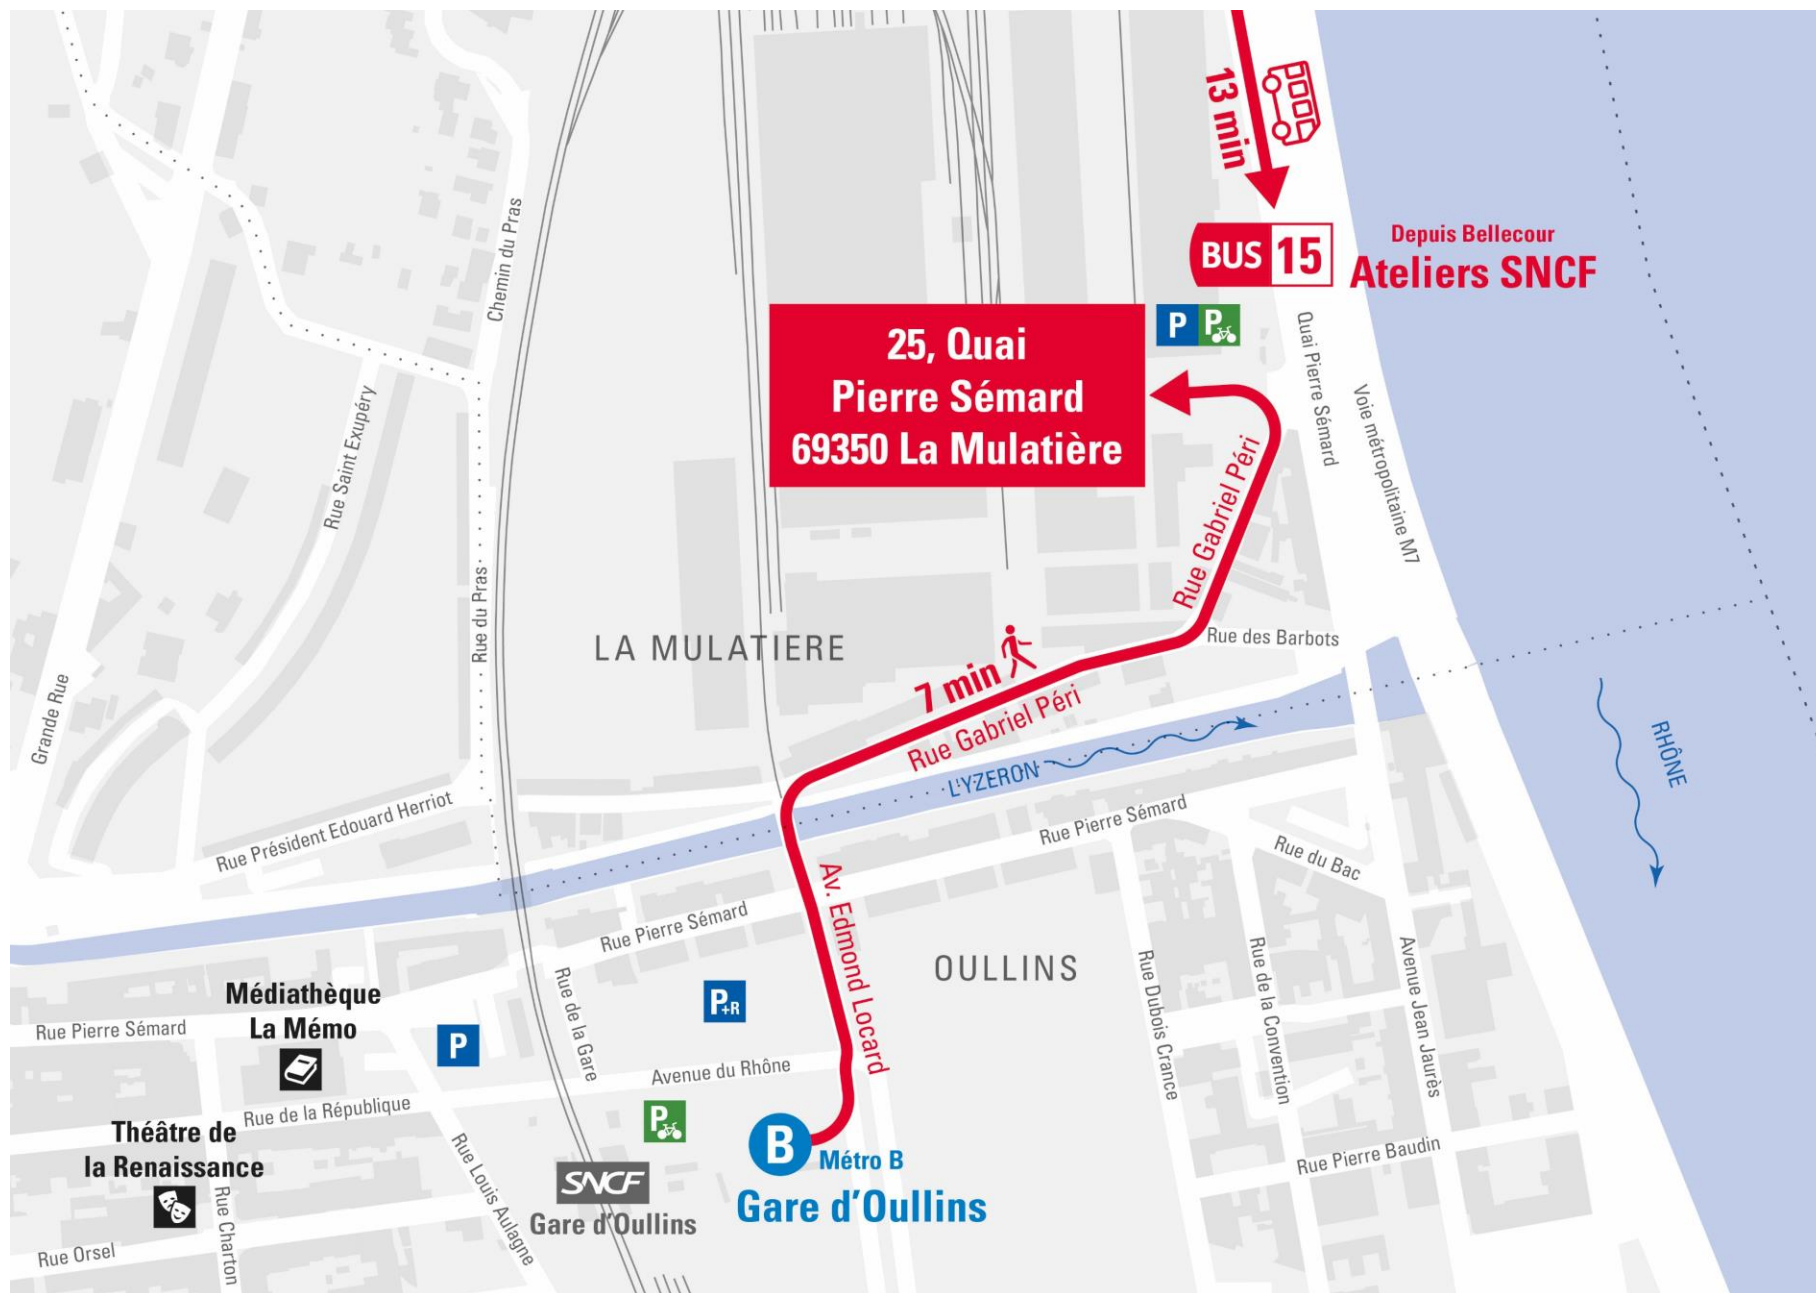 13 min
BUS 15
Depuis Bellecour
Ateliers SNCF
P
P
25, Quai
Pierre Sémard
69350 La Mulatière
Chemin du Pras
Rue Saint Exupéry
Rue du Pras
Grande Rue
Quai Pierre Sémard
Voie métropolitaine M7
Rue Gabriel Péri
Rue des Barbots
LA MULATIERE
7 min
Rue Gabriel Péri
L'YZERON
RHÔNE
Rue Président Edouard Herriot
Rue Pierre Sémard
Rue du Bac
Av. Edmond Locard
Rue Pierre Sémard
OULLINS
Rue de la Gare
Rue Dubois Crance
Rue de la Convention
Avenue Jean Jaurès
Médiathèque
La Mémo
Rue Pierre Sémard
P
P+R
Avenue du Rhône
Rue de la République
P
Théâtre de
la Renaissance
Rue Louis Aulagne
Rue Charton
Rue Orsel
SNCF
Gare d'Oullins
B
Métro B
Gare d'Oullins
Rue Pierre Baudin